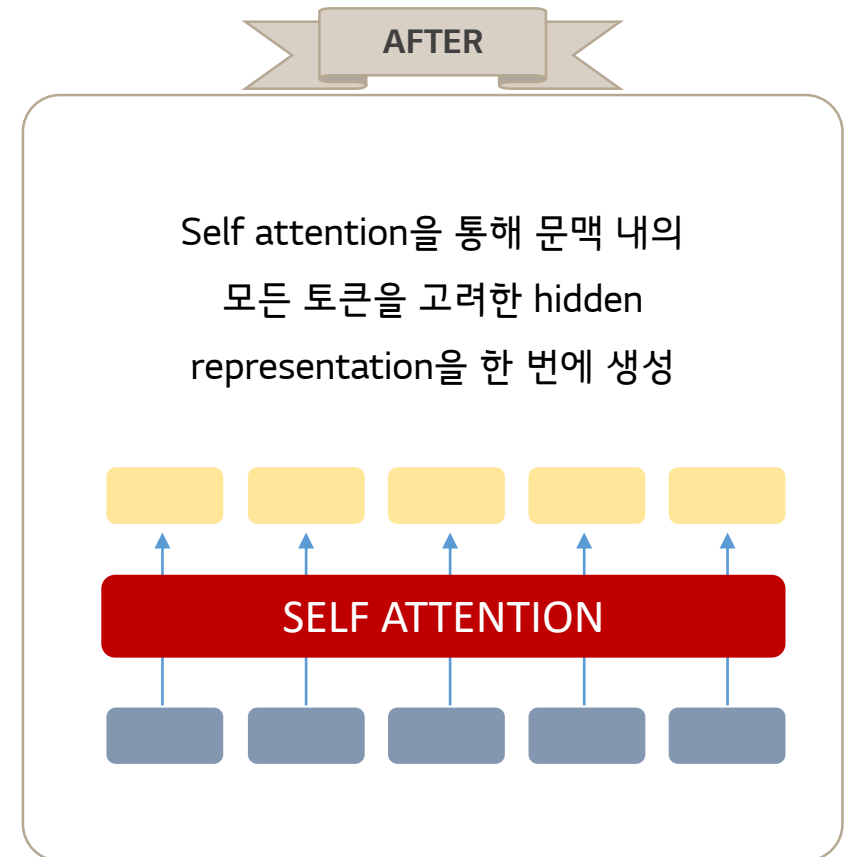 AFTER
Self attention을 통해 문맥 내의
모든 토큰을 고려한 hidden
representation을 한 번에 생성
SELF ATTENTION